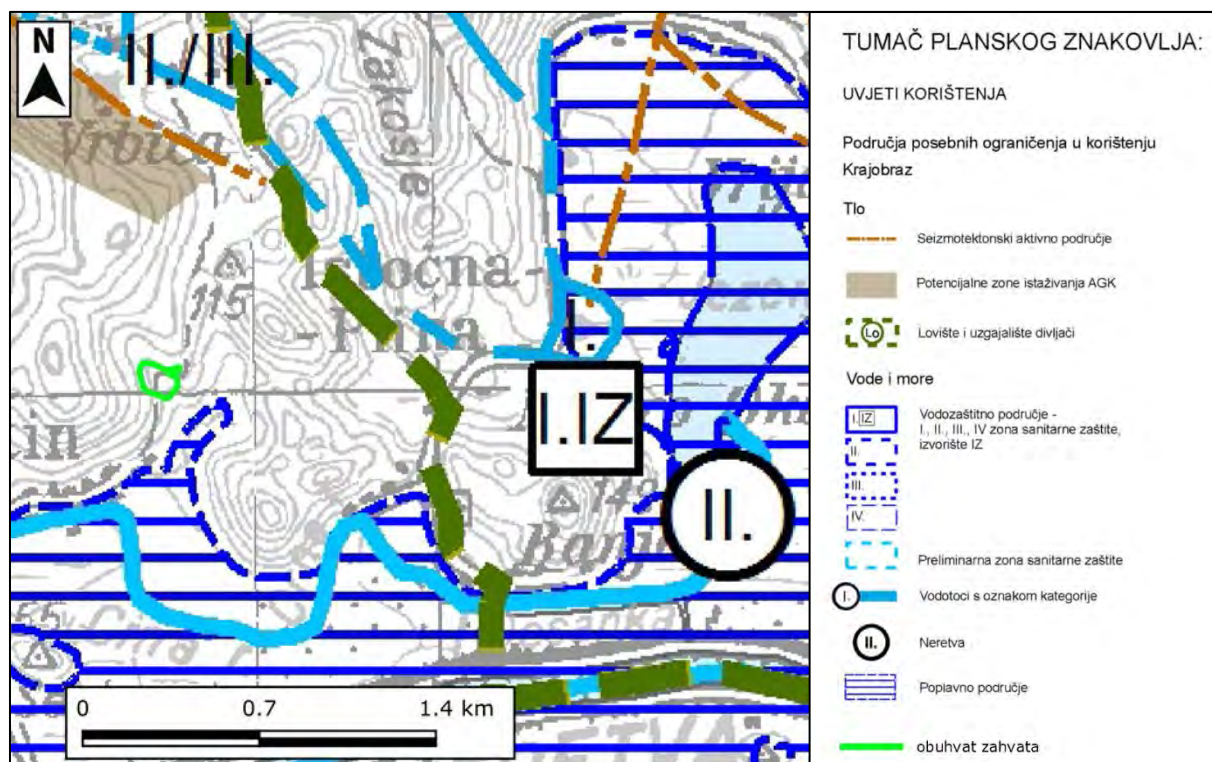 N
II./III.
Vrbica
Zakosje
115
Istočna
- Plina -
I.
I.IZ
II.
0 0.7 1.4 km
TUMAČ PLANSKOG ZNAKOVLJA:
UVJETI KORIŠTENJA
Područja posebnih ograničenja u korištenju
Krajobraz
Tlo
Seizmotektonski aktivno područje
Potencijalne zone istaživanja AGK
Lo
Lovište i uzgajalište divljači
Vode i more
I. IZ
Vodozaštitno područje -
I., II., III., IV zona sanitarne zaštite,
izvorište IZ
II.
III.
IV.
Preliminarna zona sanitarne zaštite
I.
Vodotoci s oznakom kategorije
II.
Neretva
Poplavno područje
obuhvat zahvata